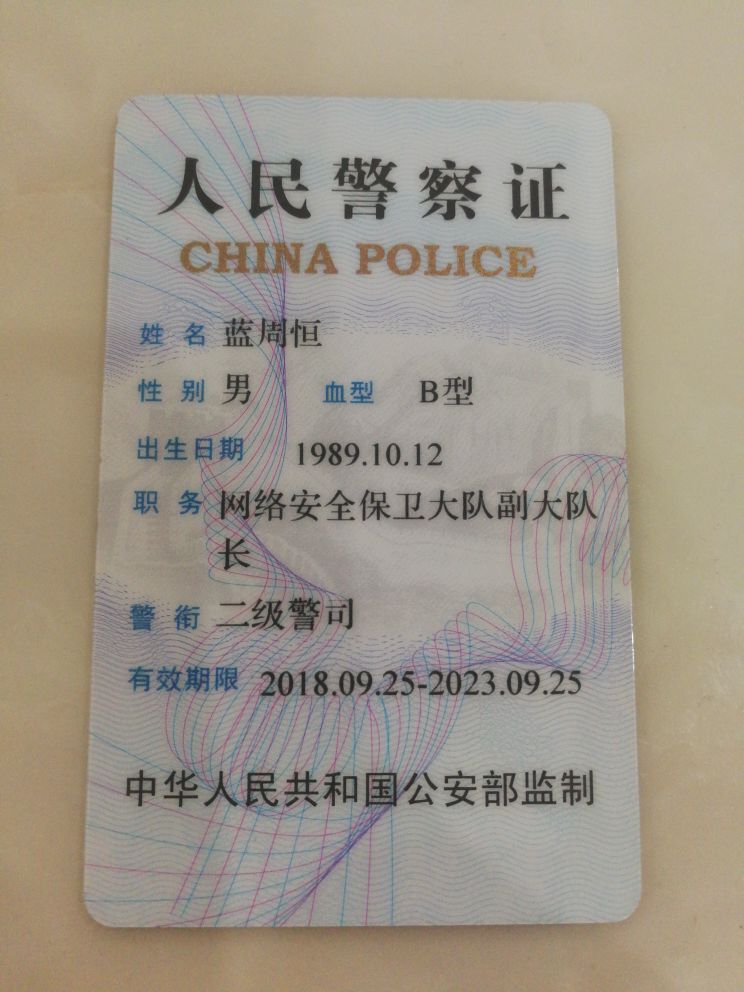 人民警察证
CHINA POLICE
姓名 蓝周恒
性别 男 血型 B型
出生日期 1989.10.12
职务 网络安全保卫大队副大队
长
警衔 二级警司
有效期限 2018.09.25-2023.09.25
中华人民共和国公安部监制